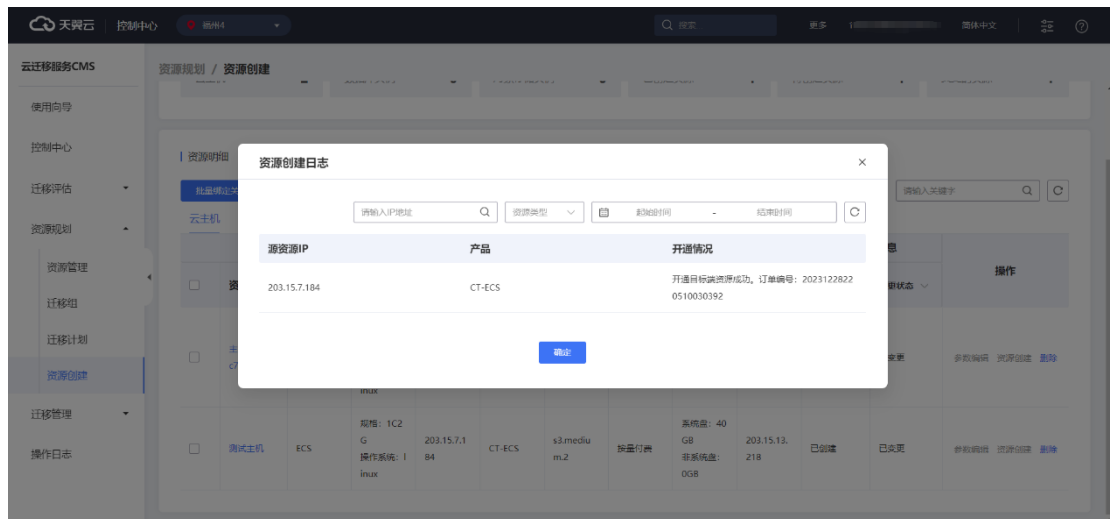 天翼云 控制中心 福州4 搜索... 更多 简体中文
云迁移服务CMS
资源规划 / 资源创建
使用向导
控制中心
迁移评估
资源规划
资源管理
迁移组
迁移计划
资源创建
迁移管理
操作日志
资源明细
批量绑定关
请输入关键字
云主机
操作
资源创建日志
请输入IP地址 资源类型 起始时间 - 结束时间
源资源IP 产品 开通情况
203.15.7.184 CT-ECS 开通目标端资源成功，订单编号：2023122822
0510030392
确定
参数编辑 资源创建 删除
inux
测试主机 ECS 规格：1C2
G
操作系统：l
inux
203.15.7.1
84
CT-ECS
s3.mediu
m.2
按量付费
系统盘：40
GB
非系统盘：
0GB
203.15.13.
218
已创建 已变更 参数编辑 资源创建 删除